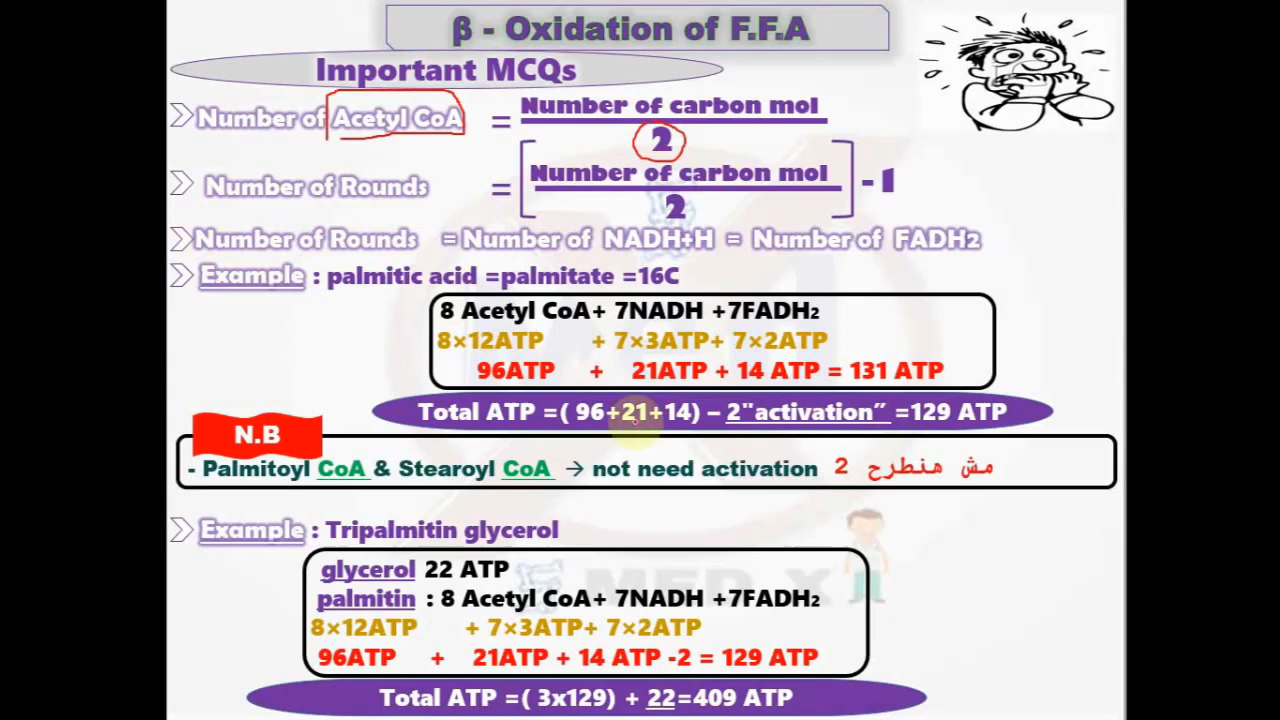 β - Oxidation of F.F.A
Important MCQs
Number of Acetyl CoA = Number of carbon mol
2
Number of Rounds = [ Number of carbon mol
2 ] - 1
Number of Rounds = Number of NADH+H = Number of FADH2
Example : palmitic acid =palmitate =16C
8 Acetyl CoA+ 7NADH +7FADH₂
8×12ATP + 7×3ATP+ 7×2ATP
96ATP + 21ATP + 14 ATP = 131 ATP
Total ATP =( 96+21+14) – 2"activation" =129 ATP
N.B
- Palmitoyl CoA & Stearoyl CoA → not need activation مش هنطرح 2
Example : Tripalmitin glycerol
glycerol 22 ATP
palmitin : 8 Acetyl CoA+ 7NADH +7FADH₂
8×12ATP + 7×3ATP+ 7×2ATP
96ATP + 21ATP + 14 ATP -2 = 129 ATP
Total ATP =( 3x129) + 22=409 ATP
MED X